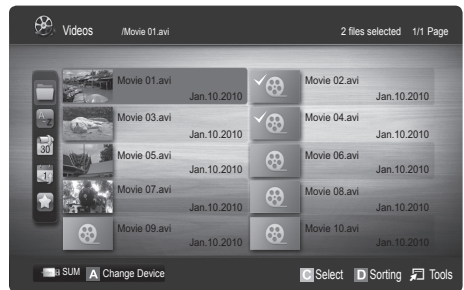 Videos /Movie 01.avi 2 files selected 1/1 Page
Movie 01.avi Movie 02.avi
Jan.10.2010 Jan.10.2010
Movie 03.avi Movie 04.avi
Jan.10.2010 Jan.10.2010
Movie 05.avi Movie 06.avi
Jan.10.2010 Jan.10.2010
Movie 07.avi Movie 08.avi
Jan.10.2010 Jan.10.2010
Movie 09.avi Movie 10.avi
Jan.10.2010 Jan.10.2010
SUM A Change Device C Select D Sorting Tools